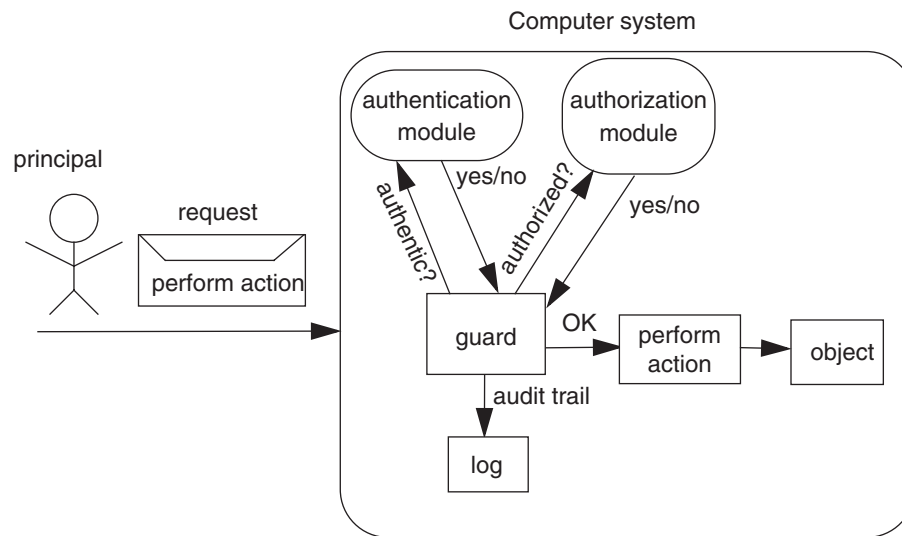 Computer system
authentication
module
authorization
module
principal
request
perform action
authentic?
yes/no
authorized?
yes/no
guard
OK
perform
action
object
audit trail
log